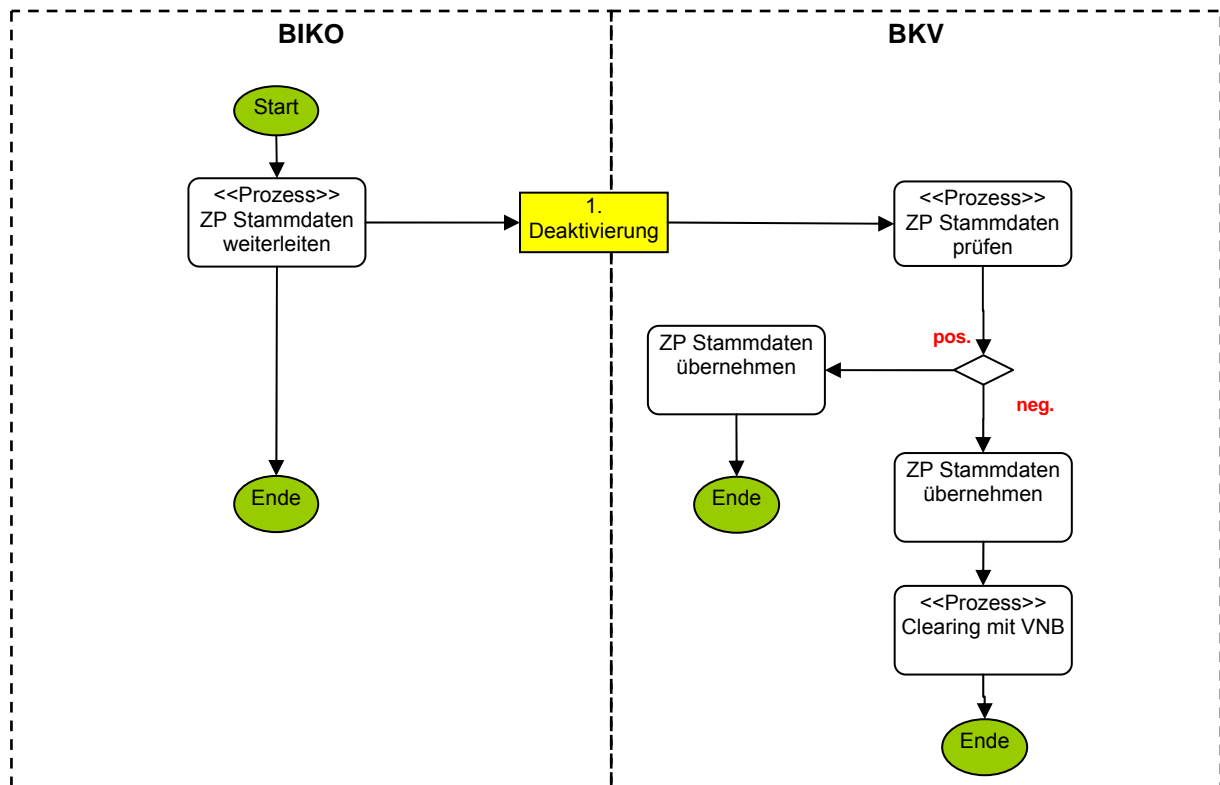 BIKO
BKV
Start
<<Prozess>>
ZP Stammdaten
weiterleiten
1.
Deaktivierung
<<Prozess>>
ZP Stammdaten
prüfen
ZP Stammdaten
übernehmen
pos.
neg.
Ende
Ende
ZP Stammdaten
übernehmen
<<Prozess>>
Clearing mit VNB
Ende